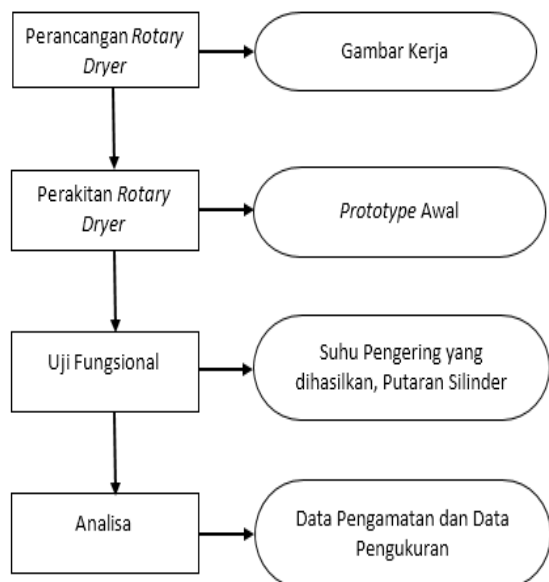 Perancangan Rotary
Dryer
Gambar Kerja
Perakitan Rotary
Dryer
Prototype Awal
Uji Fungsional
Suhu Pengering yang
dihasilkan, Putaran Silinder
Analisa
Data Pengamatan dan Data
Pengukuran